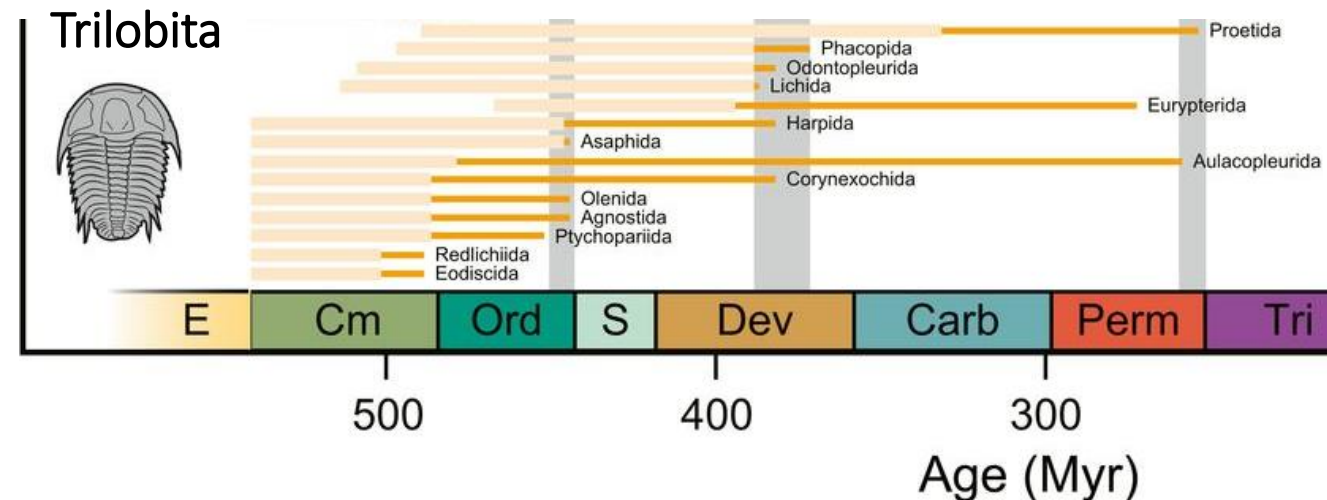 Trilobita
Proetida
Phacopida
Odontopleurida
Lichida
Eurypterida
Harpida
Asaphida
Aulacopleurida
Corynexochida
Olenida
Agnostida
Ptychopariida
Redlichiida
Eodiscida
E Cm Ord S Dev Carb Perm Tri
500 400 300
Age (Myr)